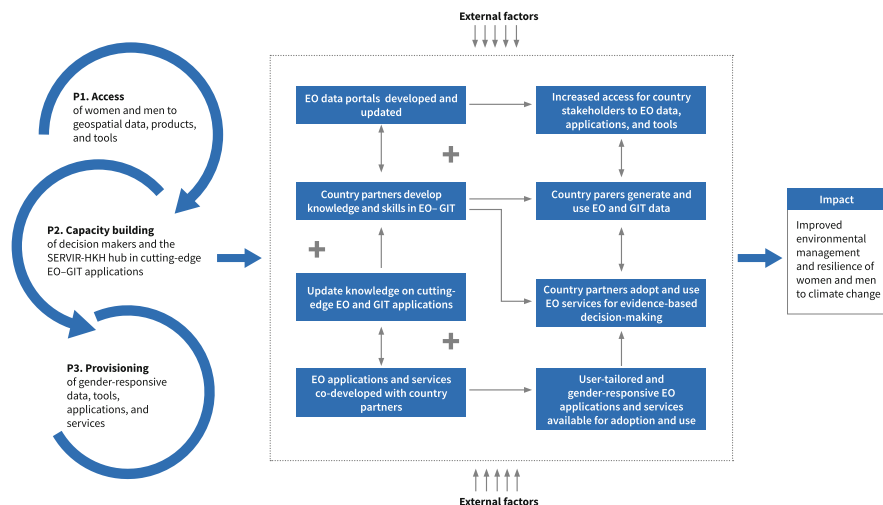 External factors
P1. Access
of women and men to
geospatial data, products,
and tools
P2. Capacity building
of decision makers and the
SERVIR-HKH hub in cutting-edge
EO–GIT applications
P3. Provisioning
of gender-responsive
data, tools,
applications, and
services
EO data portals developed and
updated
Increased access for country
stakeholders to EO data,
applications, and tools
Country partners develop
knowledge and skills in EO– GIT
Country parers generate and
use EO and GIT data
Update knowledge on cutting-
edge EO and GIT applications
Country partners adopt and use
EO services for evidence-based
decision-making
EO applications and services
co-developed with country
partners
User-tailored and
gender-responsive EO
applications and services
available for adoption and use
Impact
Improved
environmental
management
and resilience of
women and men
to climate change
External factors